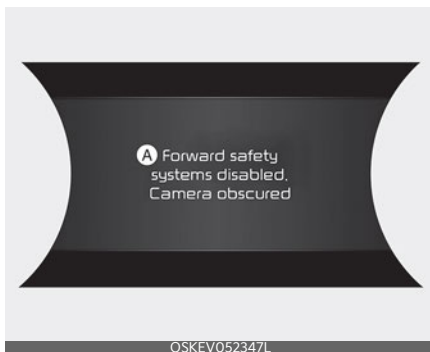 A Forward safety
systems disabled.
Camera obscured
OSKEV052347L